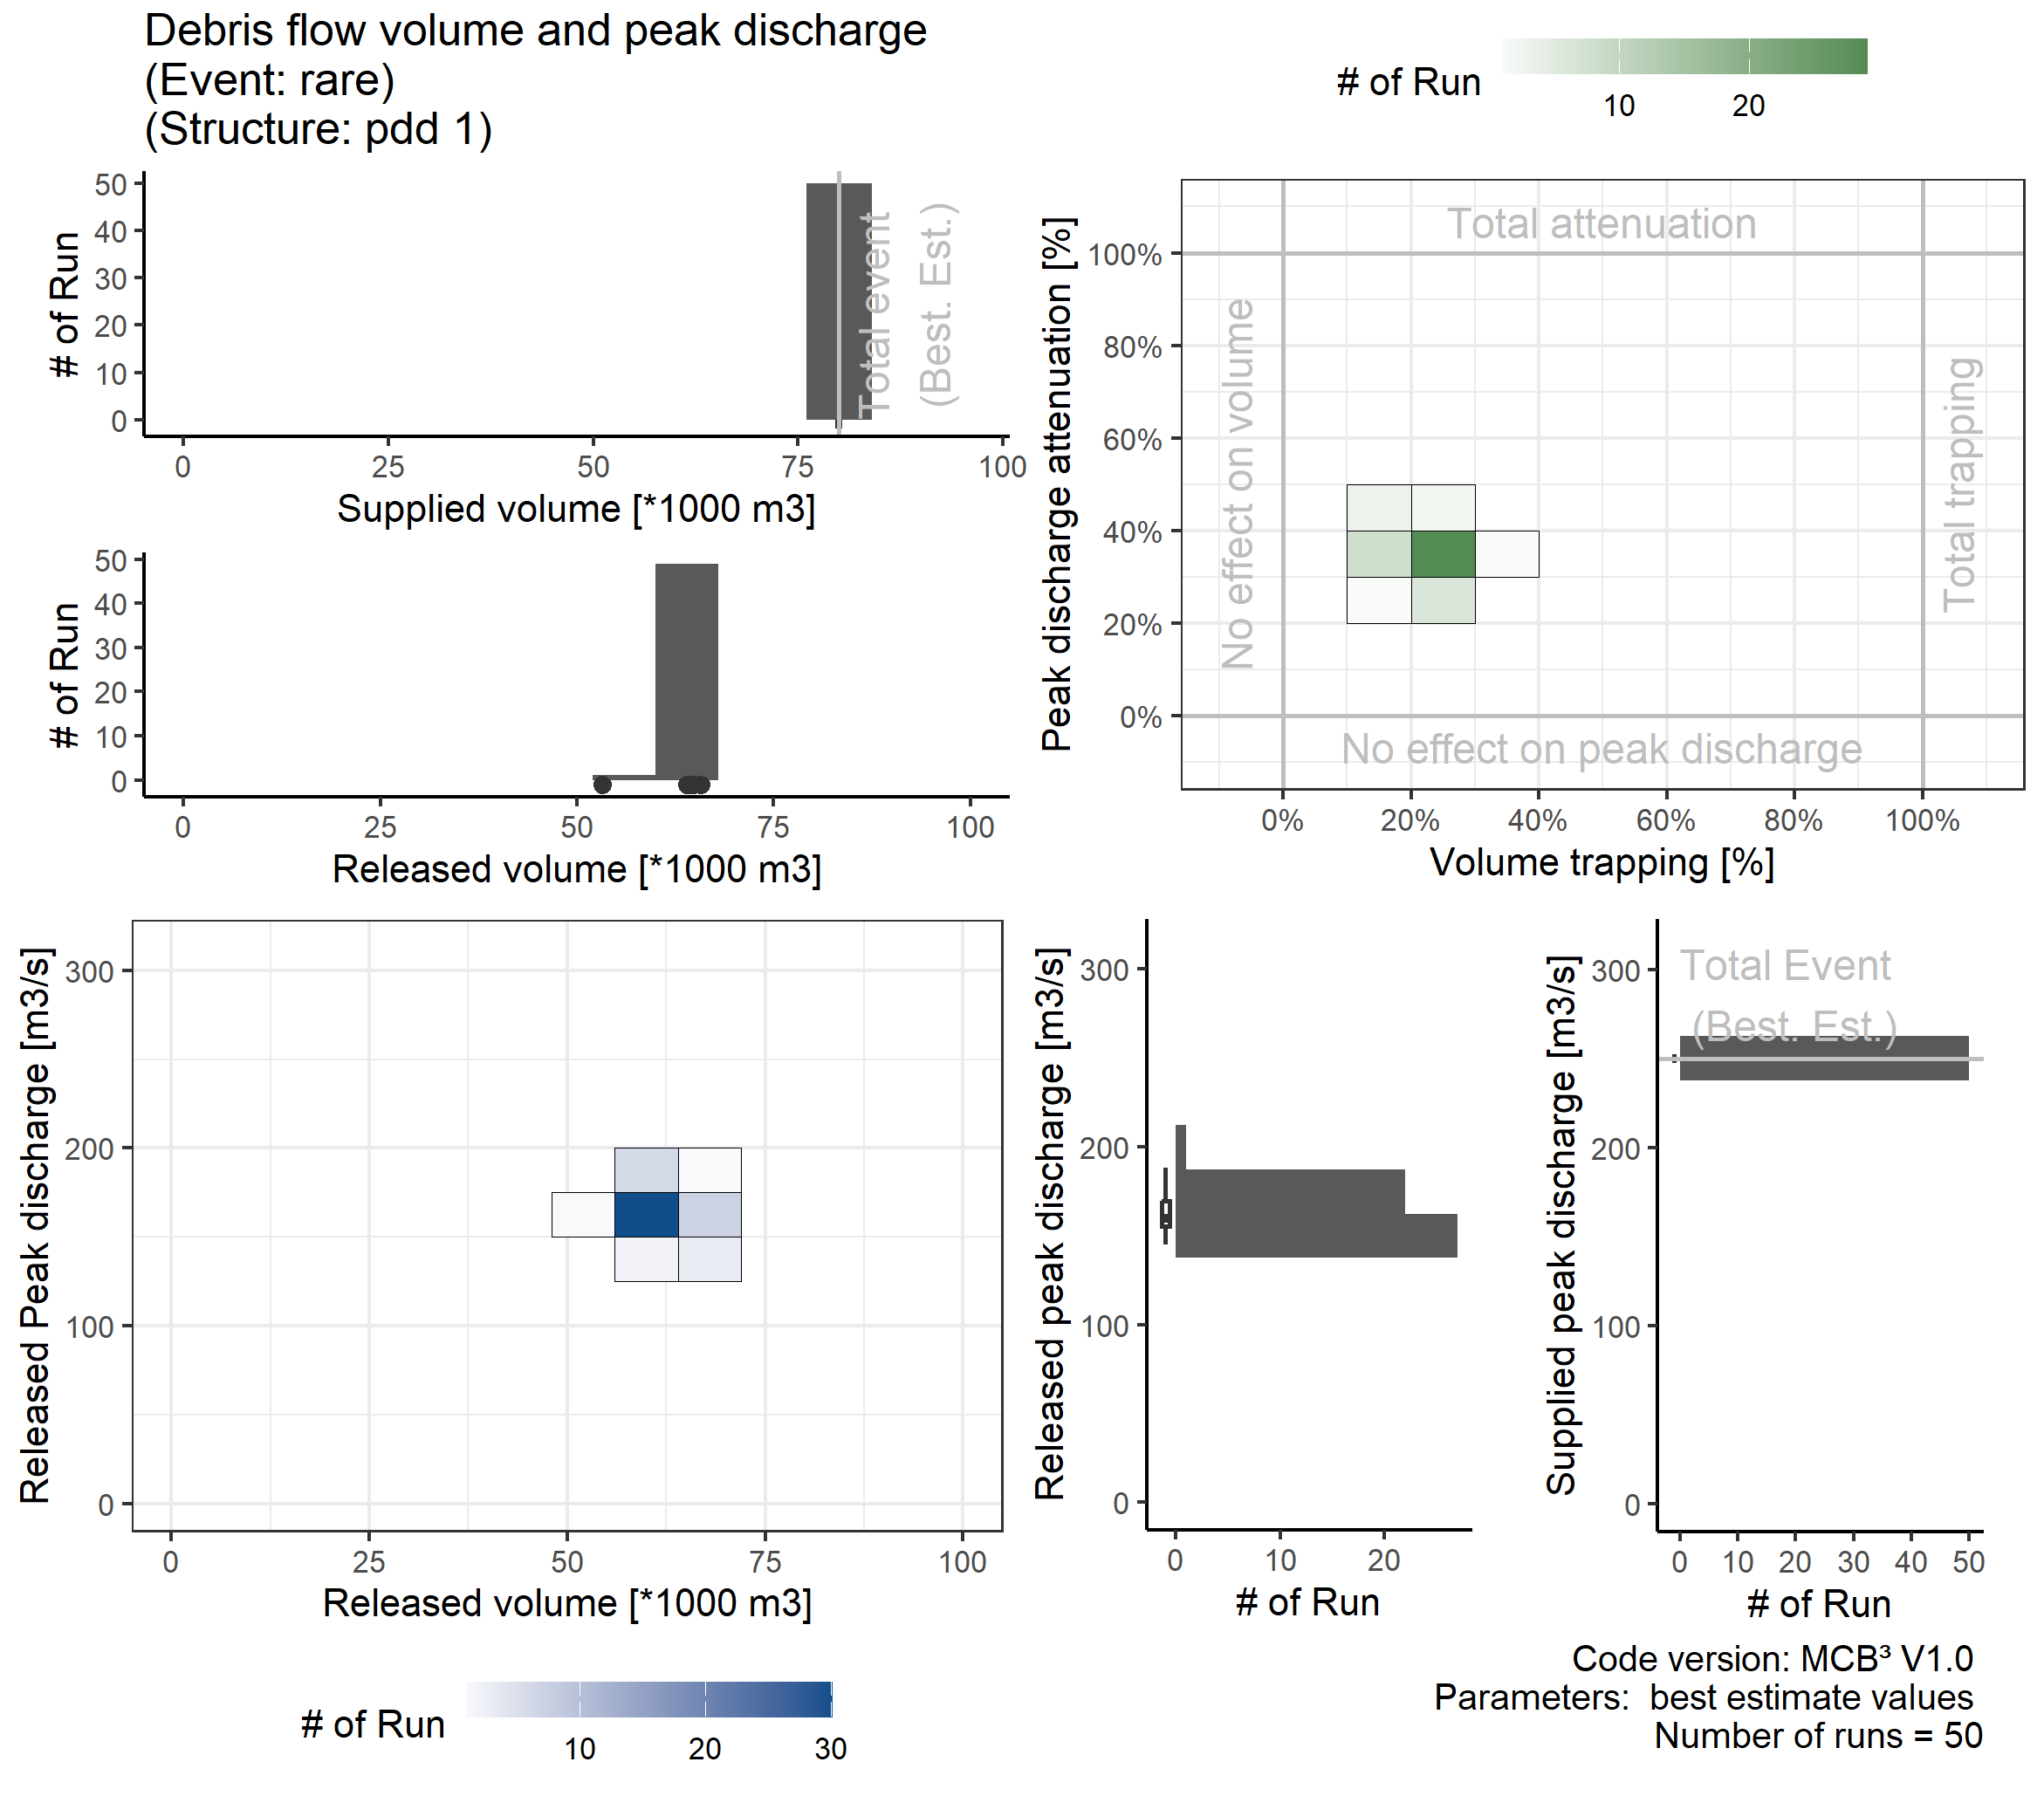 Debris flow volume and peak discharge
(Event: rare)
(Structure: pdd 1)
# of Run
10
20
# of Run
50
40
30
20
10
0
Total event
(Best. Est.)
0
25
50
75
100
Supplied volume [*1000 m3]
# of Run
50
40
30
20
10
0
0
25
50
75
100
Released volume [*1000 m3]
Peak discharge attenuation [%]
100%
80%
60%
40%
20%
0%
Total attenuation
No effect on volume
Total trapping
No effect on peak discharge
0%
20%
40%
60%
80%
100%
Volume trapping [%]
Released Peak discharge [m3/s]
300
200
100
0
0
25
50
75
100
Released volume [*1000 m3]
# of Run
10
20
30
Released peak discharge [m3/s]
300
200
100
0
0
10
20
# of Run
Supplied peak discharge [m3/s]
300
200
100
0
Total Event
(Best. Est.)
0
10
20
30
40
50
# of Run
Code version: MCB³ V1.0
Parameters:  best estimate values
Number of runs = 50